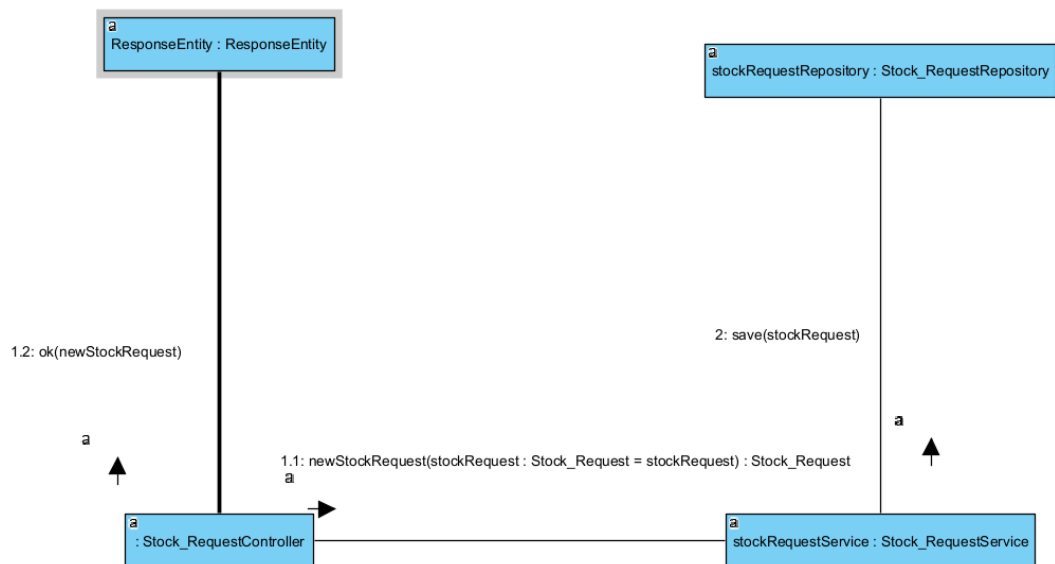 a
ResponseEntity : ResponseEntity
a
stockRequestRepository : Stock_RequestRepository
2: save(stockRequest)
1.2: ok(newStockRequest)
a
a
1.1: newStockRequest(stockRequest : Stock_Request = stockRequest) : Stock_Request
a
a
: Stock_RequestController
a
stockRequestService : Stock_RequestService